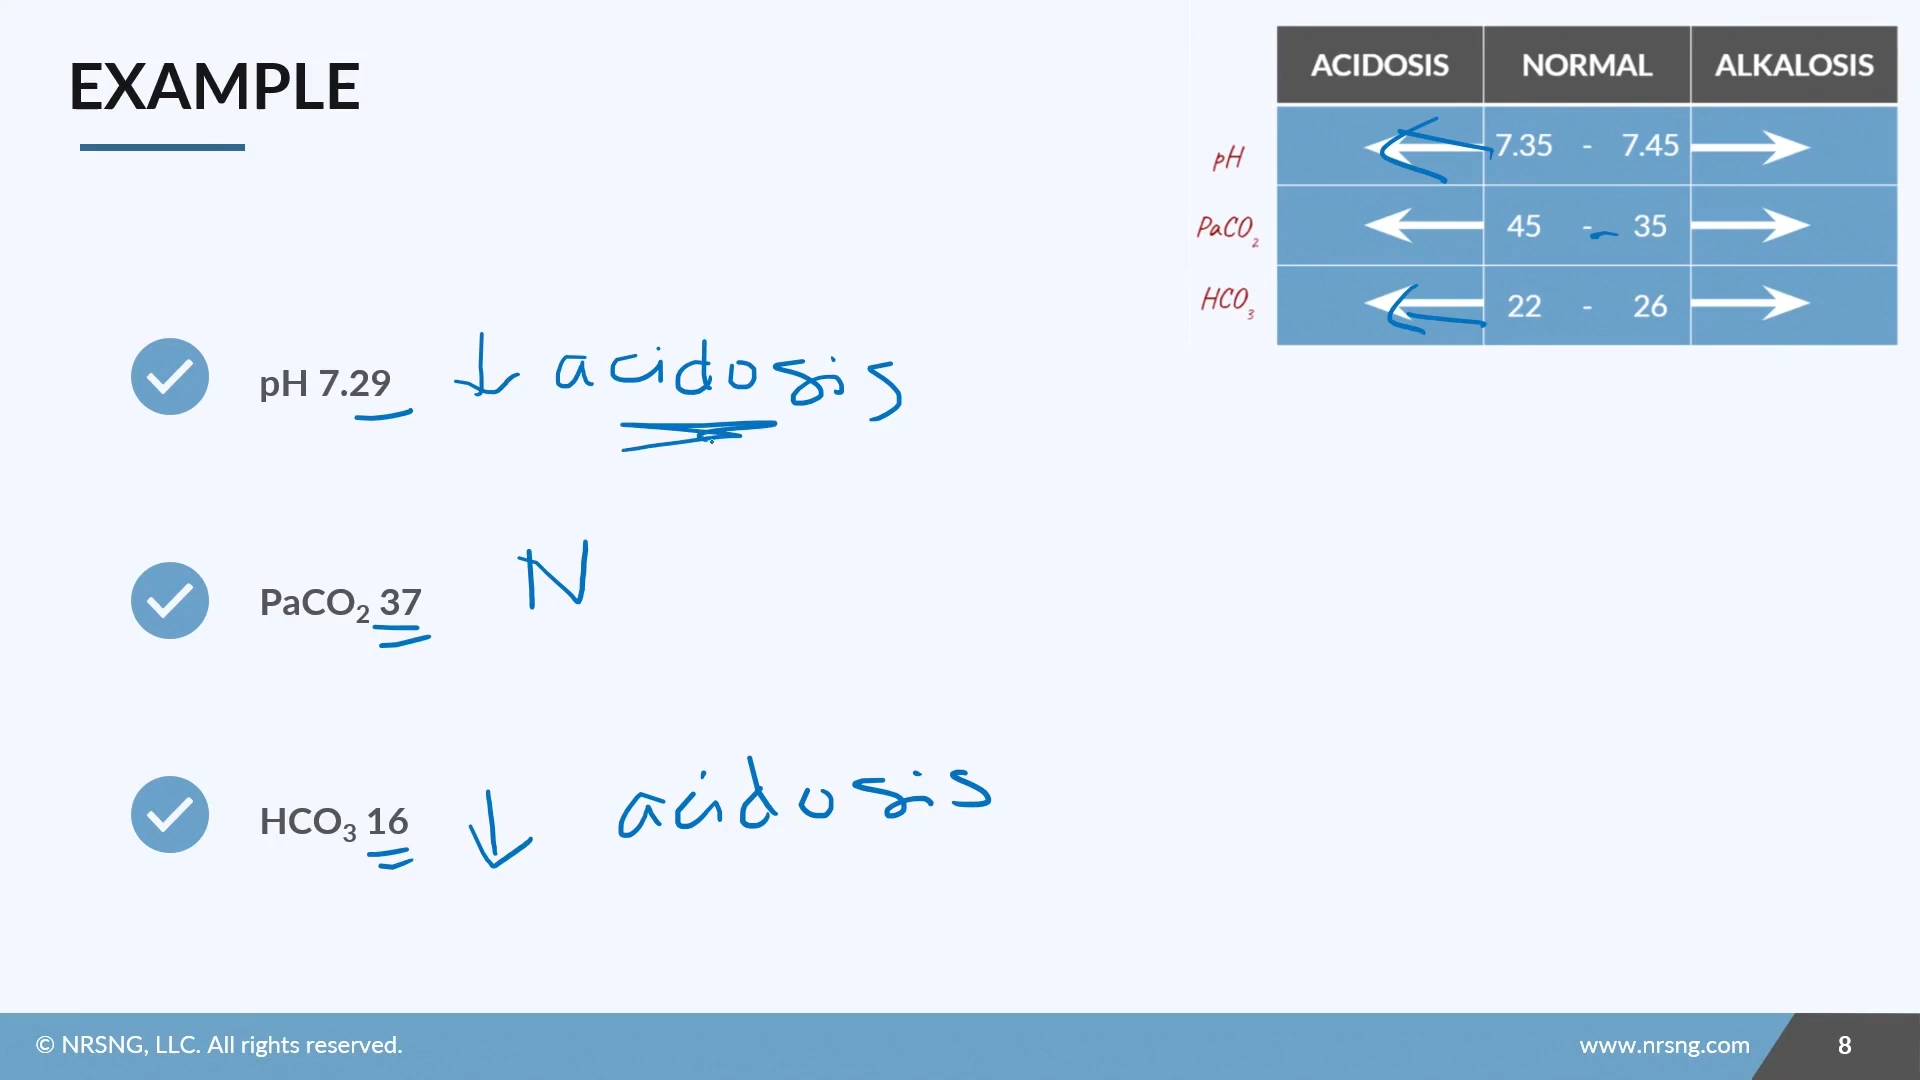 EXAMPLE
ACIDOSIS NORMAL ALKALOSIS
pH 7.35 - 7.45
PaCO₂ 45 - 35
HCO₃ 22 - 26
pH 7.29 ↓ acidosis
PaCO₂ 37 N
HCO₃ 16 ↓ acidosis
© NRSNG, LLC. All rights reserved. www.nrsng.com 8